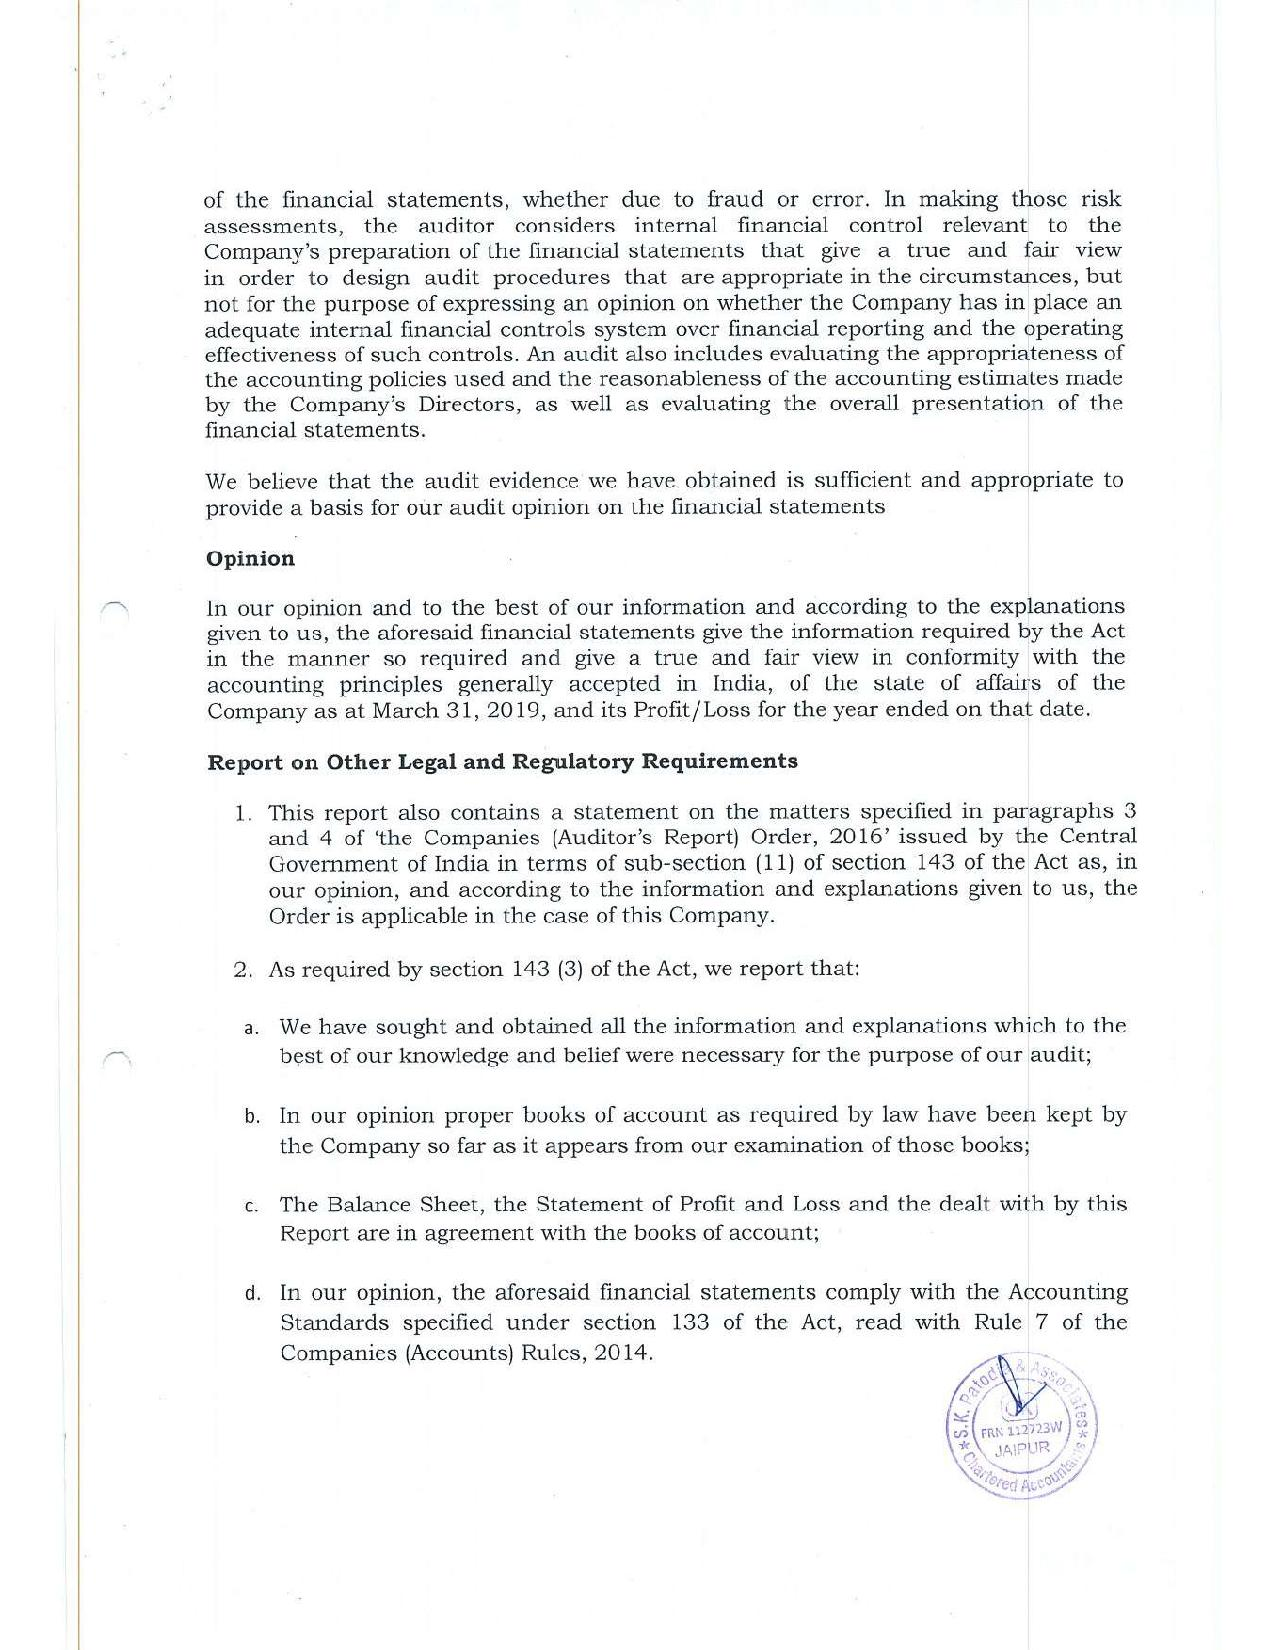 of the financial statements, whether due to fraud or error. In making those risk
assessments, the auditor considers internal financial control relevant to the
Company's preparation of the financial statements that give a true and fair view
in order to design audit procedures that are appropriate in the circumstances, but
not for the purpose of expressing an opinion on whether the Company has in place an
adequate internal financial controls system over financial reporting and the operating
effectiveness of such controls. An audit also includes evaluating the appropriateness of
the accounting policies used and the reasonableness of the accounting estimates made
by the Company's Directors, as well as evaluating the overall presentation of the
financial statements.
We believe that the audit evidence we have obtained is sufficient and appropriate to
provide a basis for our audit opinion on the financial statements
Opinion
In our opinion and to the best of our information and according to the explanations
given to us, the aforesaid financial statements give the information required by the Act
in the manner so required and give a true and fair view in conformity with the
accounting principles generally accepted in India, of the state of affairs of the
Company as at March 31, 2019, and its Profit/Loss for the year ended on that date.
Report on Other Legal and Regulatory Requirements
1. This report also contains a statement on the matters specified in paragraphs 3
and 4 of 'the Companies (Auditor's Report) Order, 2016' issued by the Central
Government of India in terms of sub-section (11) of section 143 of the Act as, in
our opinion, and according to the information and explanations given to us, the
Order is applicable in the case of this Company.
2. As required by section 143 (3) of the Act, we report that:
a. We have sought and obtained all the information and explanations which to the
best of our knowledge and belief were necessary for the purpose of our audit;
b. In our opinion proper books of account as required by law have been kept by
the Company so far as it appears from our examination of those books;
c. The Balance Sheet, the Statement of Profit and Loss and the dealt with by this
Report are in agreement with the books of account;
d. In our opinion, the aforesaid financial statements comply with the Accounting
Standards specified under section 133 of the Act, read with Rule 7 of the
Companies (Accounts) Rules, 2014.
S.K. Patodia & Associates
FRN 112723W
JAIPUR
Chartered Accountants